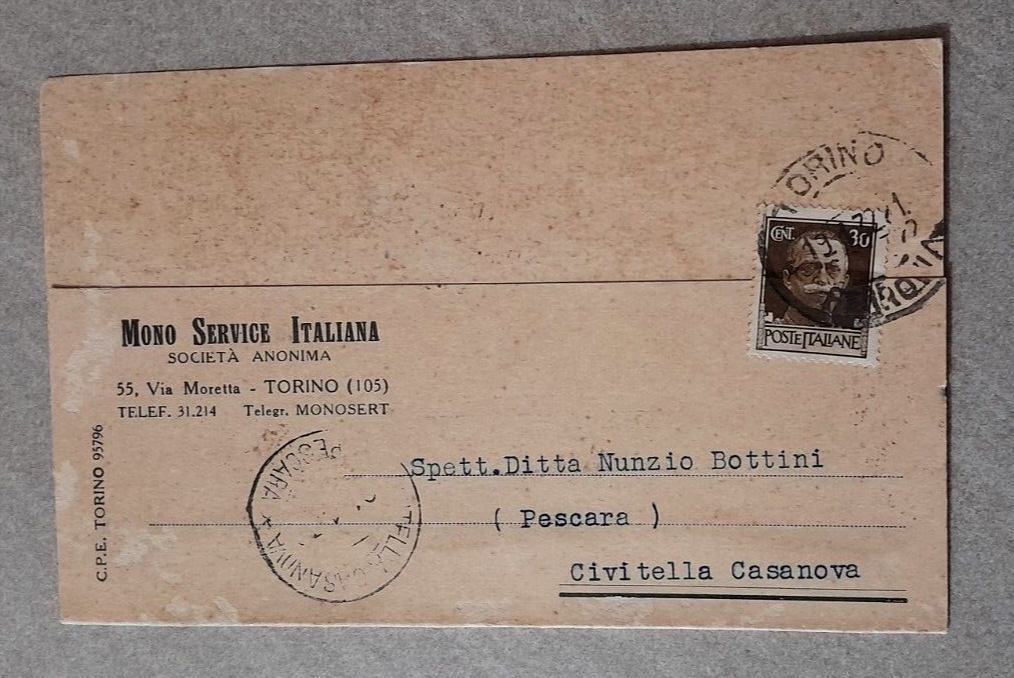 TORINO
CENT. 30
POSTE ITALIANE
MONO SERVICE ITALIANA
SOCIETÀ ANONIMA
55, Via Moretta - TORINO (105)
TELEF. 31.214 Telegr. MONOSERT
C.P.E. TORINO 95796
PESCARA
Spett.Ditta Nunzio Bottini
( Pescara )
Civitella Casanova